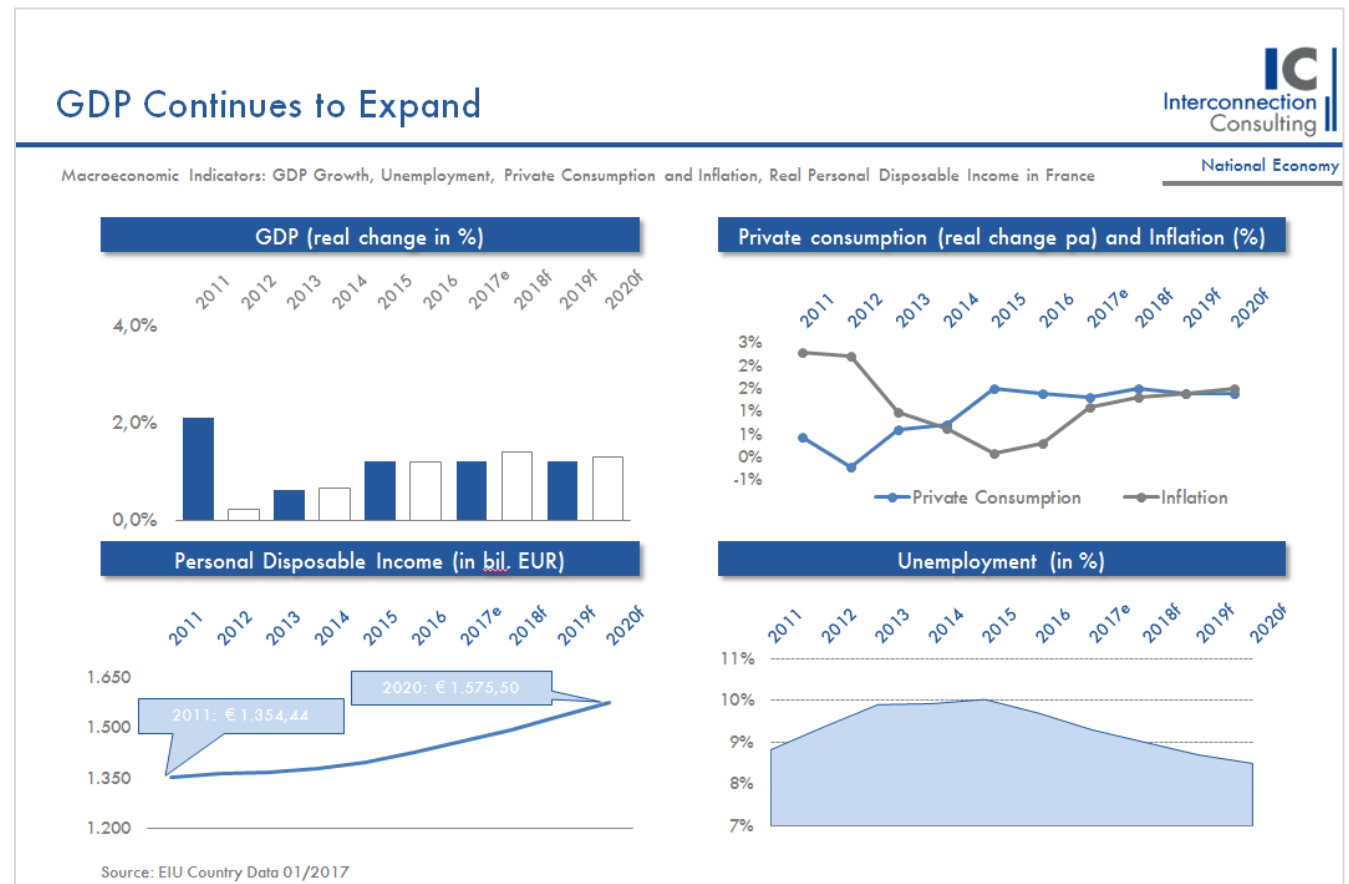 IC
Interconnection
Consulting
GDP Continues to Expand
National Economy
Macroeconomic Indicators: GDP Growth, Unemployment, Private Consumption and Inflation, Real Personal Disposable Income in France
GDP (real change in %)
2011 2012 2013 2014 2015 2016 2017e 2018f 2019f 2020f
4,0%
2,0%
0,0%
Private consumption (real change pa) and Inflation (%)
2011 2012 2013 2014 2015 2016 2017e 2018f 2019f 2020f
3%
2%
2%
1%
1%
0%
-1%
Private Consumption Inflation
Personal Disposable Income (in bil. EUR)
2011 2012 2013 2014 2015 2016 2017e 2018f 2019f 2020f
1.650
2020: € 1.575,50
2011: € 1.354,44
1.500
1.350
1.200
Unemployment (in %)
2011 2012 2013 2014 2015 2016 2017e 2018f 2019f 2020f
11%
10%
9%
8%
7%
Source: EIU Country Data 01/2017